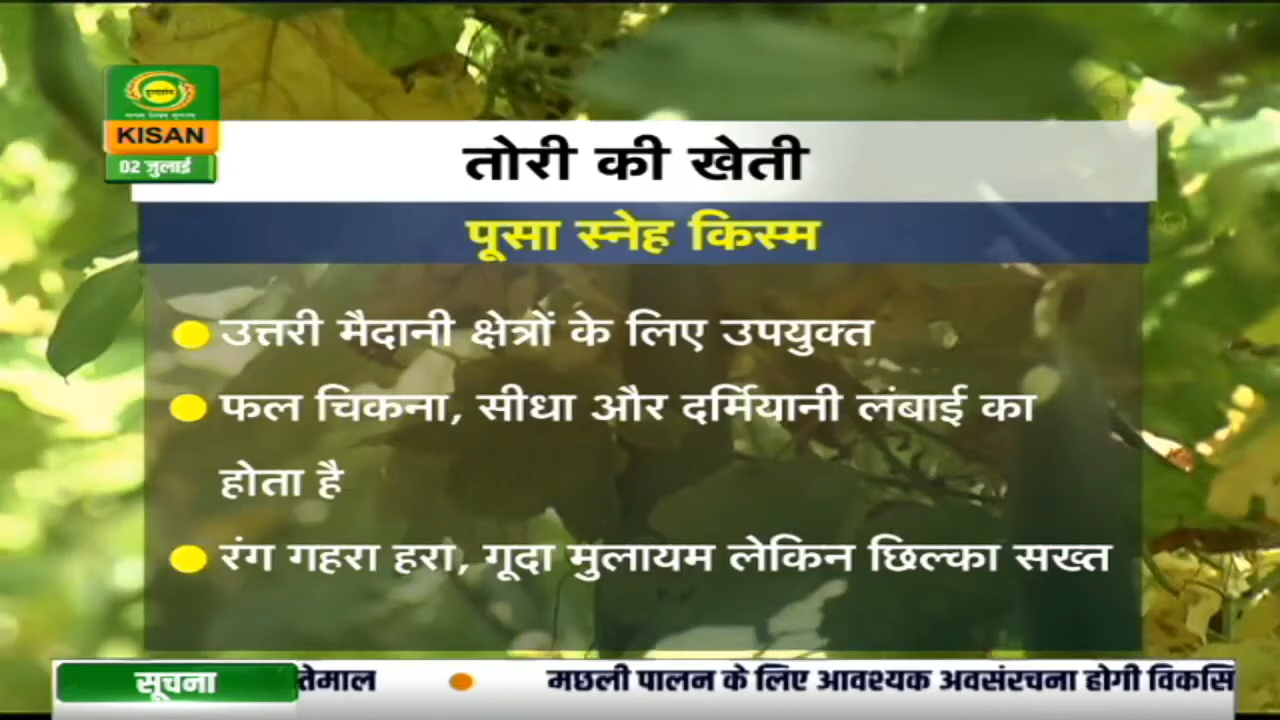 KISAN
02 जुलाई
तोरी की खेती
पूसा स्नेह किस्म
उत्तरी मैदानी क्षेत्रों के लिए उपयुक्त
फल चिकना, सीधा और दर्मियानी लंबाई का
होता है
रंग गहरा हरा, गूदा मुलायम लेकिन छिल्का सख्त
सूचना तेमाल मछली पालन के लिए आवश्यक अवसंरचना होगी विकसि